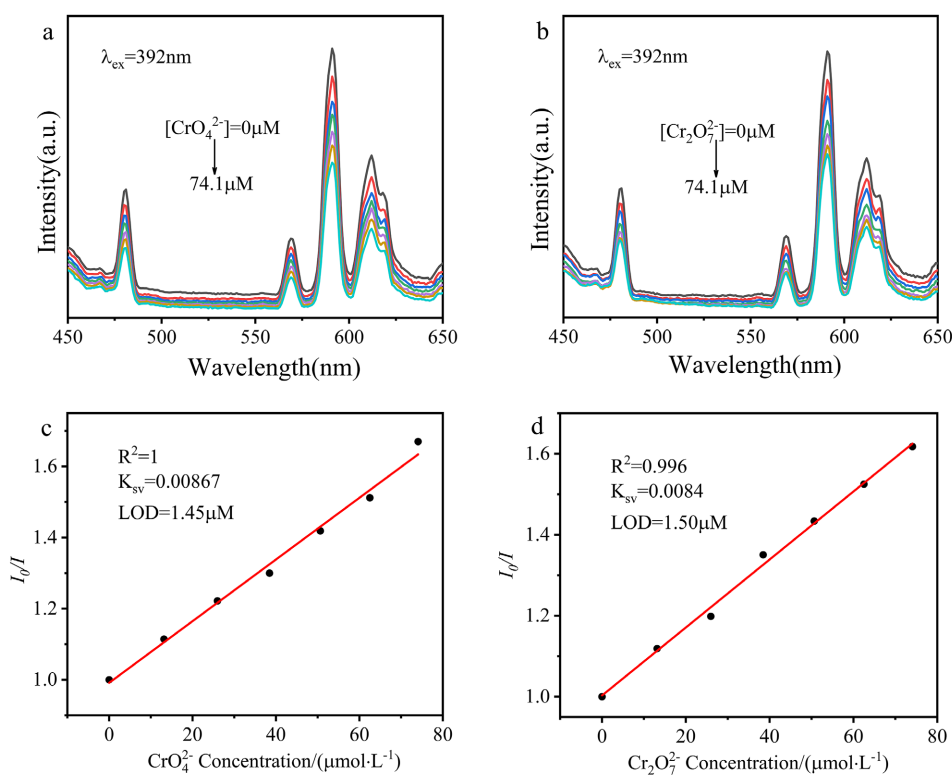 a
λex=392nm
[CrO₄²⁻]=0μM
74.1μM
Intensity(a.u.)
450 500 550 600 650
Wavelength(nm)
b
λex=392nm
[Cr₂O₇²⁻]=0μM
74.1μM
Intensity(a.u.)
450 500 550 600 650
Wavelength(nm)
c
R²=1
Ksv=0.00867
LOD=1.45μM
I₀/I
1.6
1.4
1.2
1.0
0 20 40 60 80
CrO₄²⁻ Concentration/(μmol·L⁻¹)
d
R²=0.996
Ksv=0.0084
LOD=1.50μM
I₀/I
1.6
1.4
1.2
1.0
0 20 40 60 80
Cr₂O₇²⁻ Concentration/(μmol·L⁻¹)